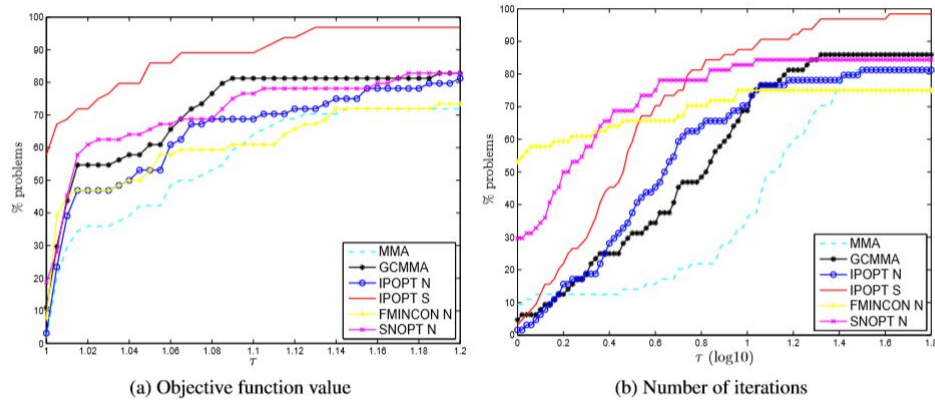 100
90
80
70
60
50
40
30
20
10
0
% problems
1 1.02 1.04 1.06 1.08 1.1 1.12 1.14 1.16 1.18 1.2
τ
MMA
GCMMA
IPOPT N
IPOPT S
FMINCON N
SNOPT N
(a) Objective function value
100
90
80
70
60
50
40
30
20
10
0
% problems
0 0.2 0.4 0.6 0.8 1 1.2 1.4 1.6 1.8
τ (log10)
MMA
GCMMA
IPOPT N
IPOPT S
FMINCON N
SNOPT N
(b) Number of iterations